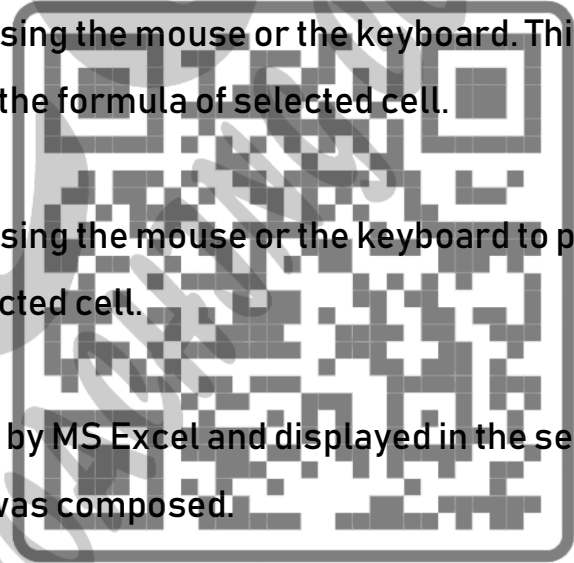 sing the mouse or the keyboard. Thi
the formula of selected cell.
sing the mouse or the keyboard to p
cted cell.
by MS Excel and displayed in the se
was composed.